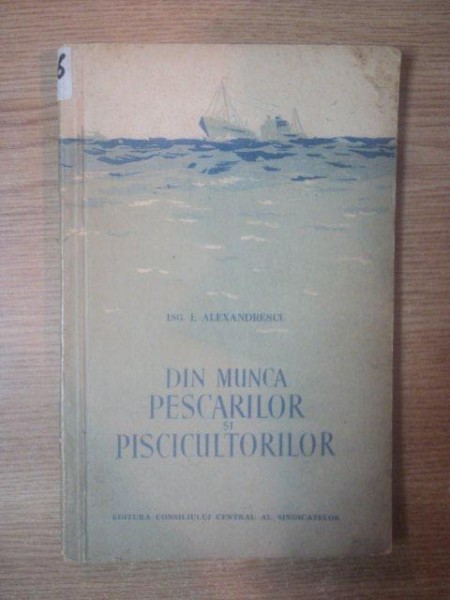 6
ING. I. ALEXANDRESCU
DIN MUNCA
PESCARILOR
ȘI
PISCICULTORILOR
EDITURA CONSILIULUI CENTRAL AL SINDICATELOR